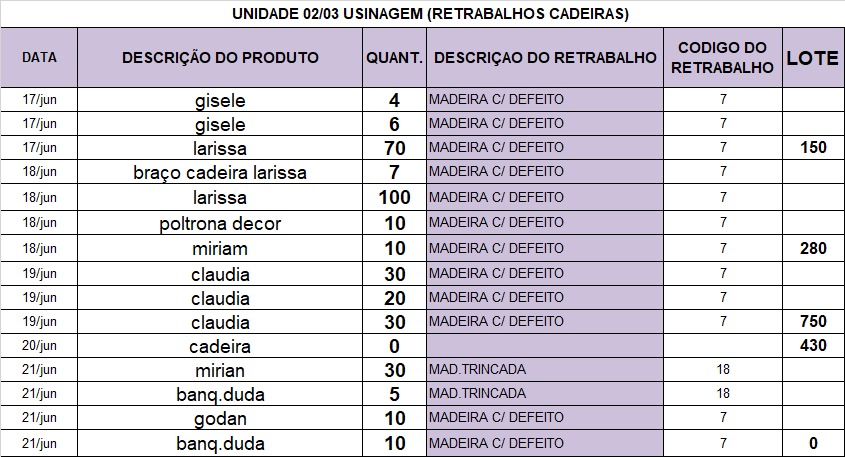 UNIDADE 02/03 USINAGEM (RETRABALHOS CADEIRAS)
DATA DESCRIÇÃO DO PRODUTO QUANT. DESCRIÇAO DO RETRABALHO CODIGO DO RETRABALHO LOTE
17/jun gisele 4 MADEIRA C/ DEFEITO 7
17/jun gisele 6 MADEIRA C/ DEFEITO 7
17/jun larissa 70 MADEIRA C/ DEFEITO 7 150
18/jun braço cadeira larissa 7 MADEIRA C/ DEFEITO 7
18/jun larissa 100 MADEIRA C/ DEFEITO 7
18/jun poltrona decor 10 MADEIRA C/ DEFEITO 7
18/jun miriam 10 MADEIRA C/ DEFEITO 7 280
19/jun claudia 30 MADEIRA C/ DEFEITO 7
19/jun claudia 20 MADEIRA C/ DEFEITO 7
19/jun claudia 30 MADEIRA C/ DEFEITO 7 750
20/jun cadeira 0 430
21/jun mirian 30 MAD.TRINCADA 18
21/jun banq.duda 5 MAD.TRINCADA 18
21/jun godan 10 MADEIRA C/ DEFEITO 7
21/jun banq.duda 10 MADEIRA C/ DEFEITO 7 0